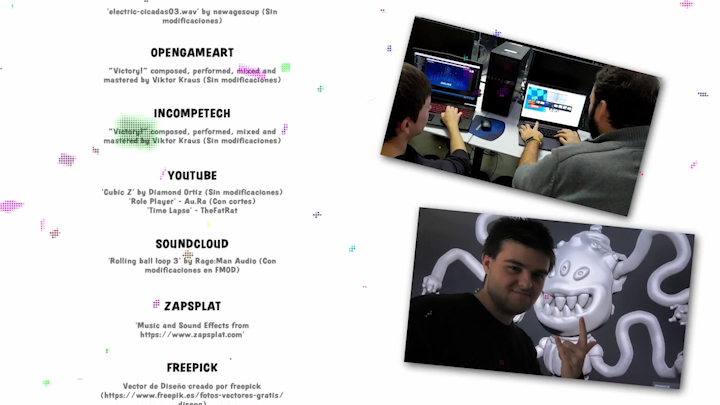 'electric-cicadas03.wav' by newagesoup (Sin
modificaciones)
OPENGAMEART
"Victory!" composed, performed, mixed and
mastered by Viktor Kraus (Sin modificaciones)
INCOMPETECH
"Victory!" composed, performed, mixed and
mastered by Viktor Kraus (Sin modificaciones)
YOUTUBE
'Cubic Z' by Diamond Ortiz (Sin modificaciones)
'Role Player' - Au.Ra (Con cortes)
'Time Lapse' - TheFatRat
SOUNDCLOUD
'Rolling ball loop 3' by Rage:Man Audio (Con
modificaciones en FMOD)
ZAPSPLAT
'Music and Sound Effects from
https://www.zapsplat.com'
FREEPICK
Vector de Diseño creado por freepick
(https://www.freepik.es/fotos-vectores-gratis/
diseno)